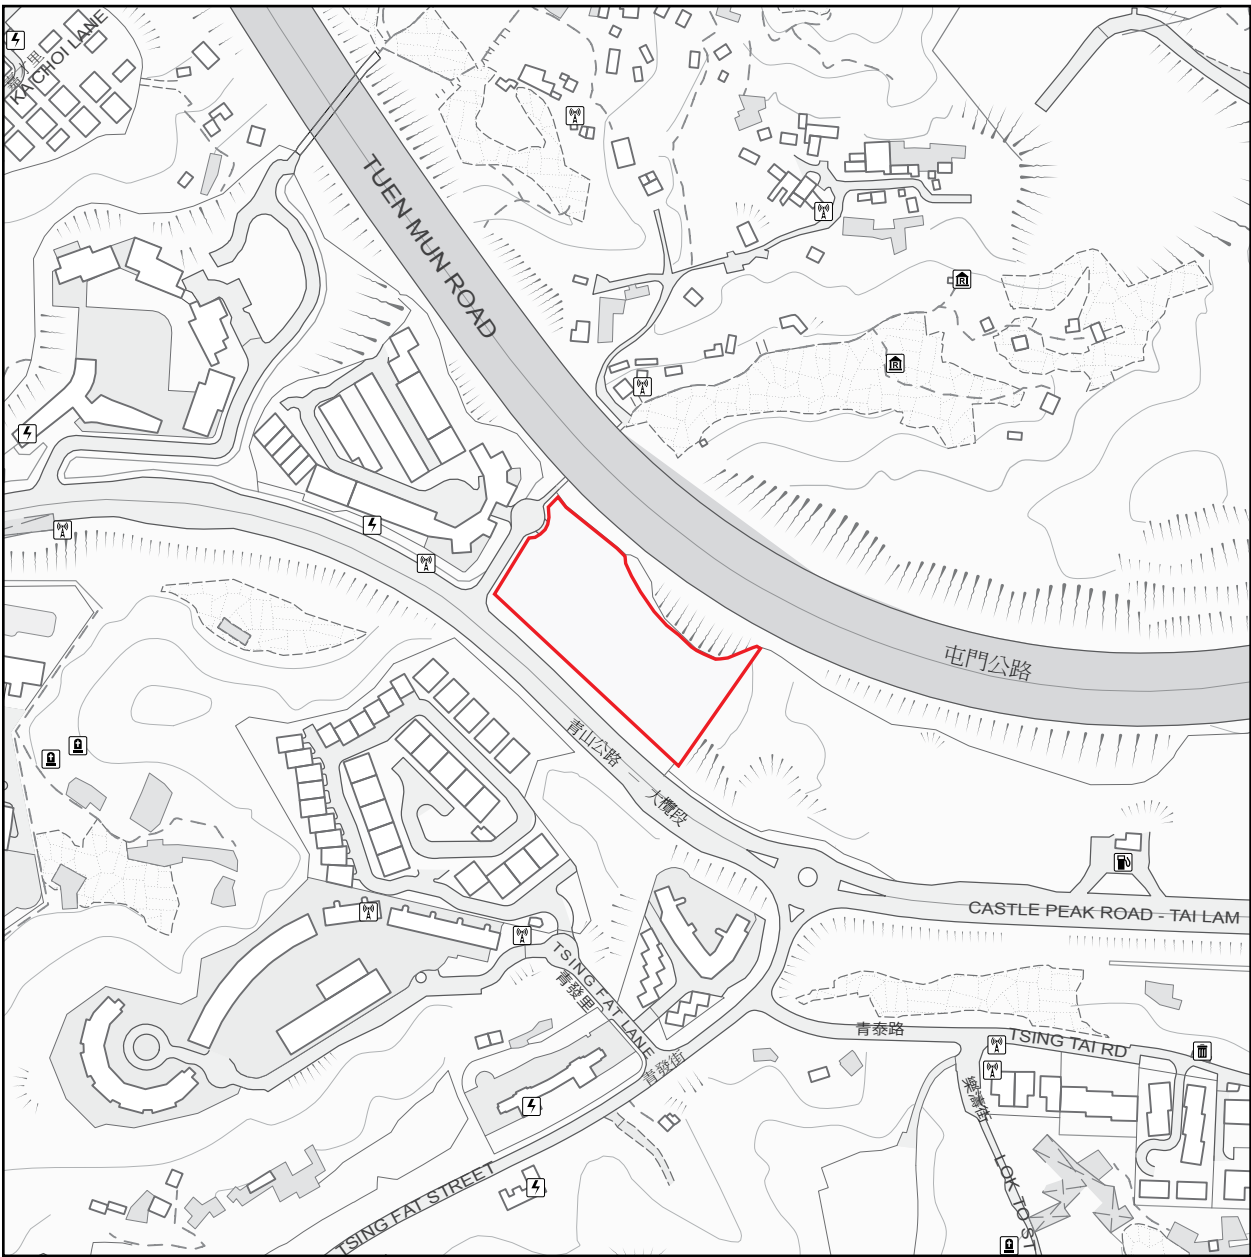 KA CHOI LANE
TUEN MUN ROAD
屯門公路
青山公路 — 大欖段
CASTLE PEAK ROAD - TAI LAM
TSING FAT LANE
青發里
青泰路
TSING TAI RD
青發街
樂濤街
LOK TO ST
TSING FAT STREET